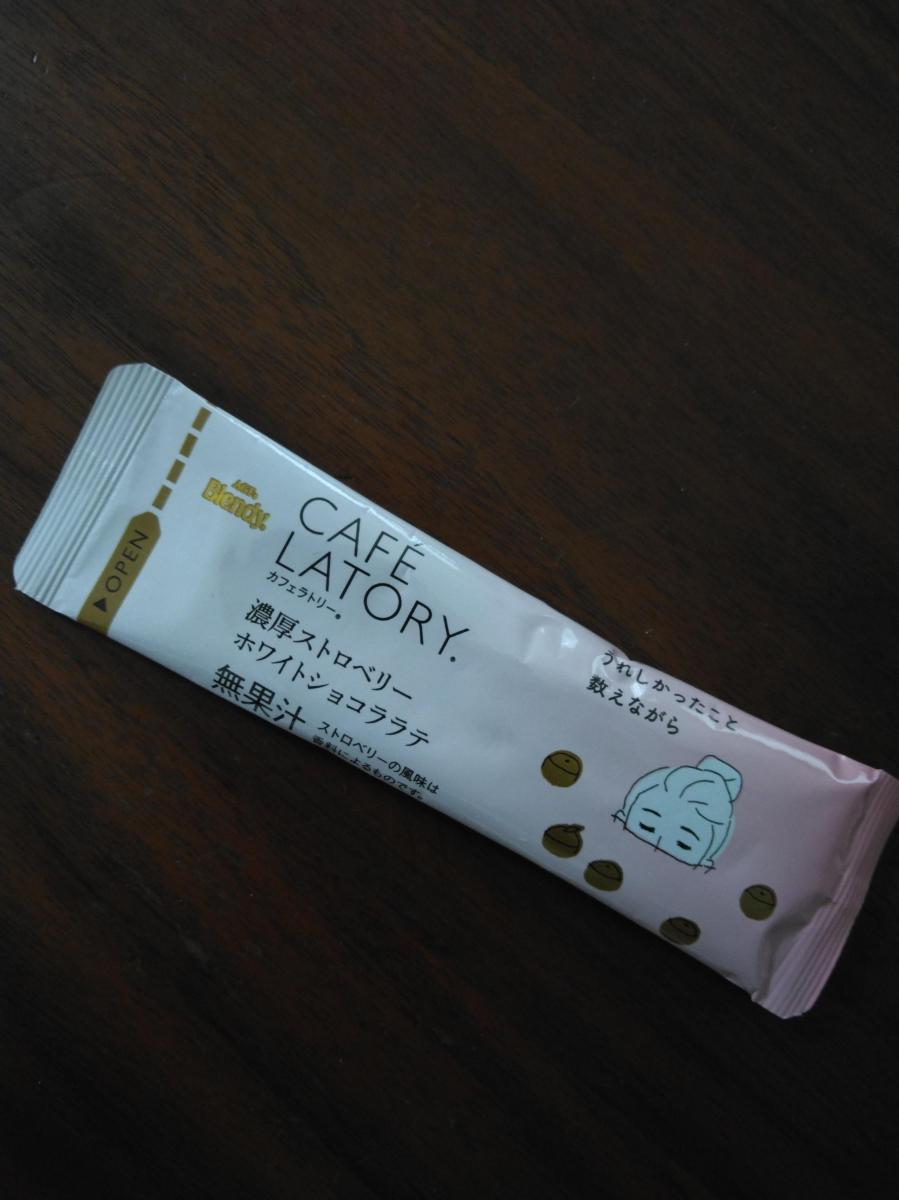 ▲OPEN
AGF®
Blendy®
CAFÉ
LATORY®
カフェラトリー®
濃厚ストロベリー
ホワイトショコララテ
無果汁 ストロベリーの風味は
香料によるものです。
うれしかったこと
数えながら